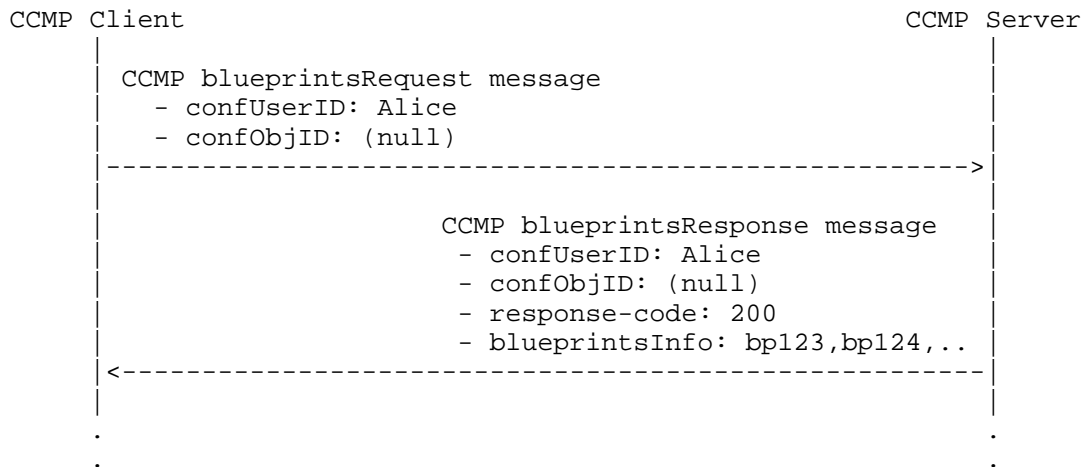 CCMP Client CCMP Server
CCMP blueprintsRequest message
- confUserID: Alice
- confObjID: (null)
CCMP blueprintsResponse message
- confUserID: Alice
- confObjID: (null)
- response-code: 200
- blueprintsInfo: bp123,bp124,..